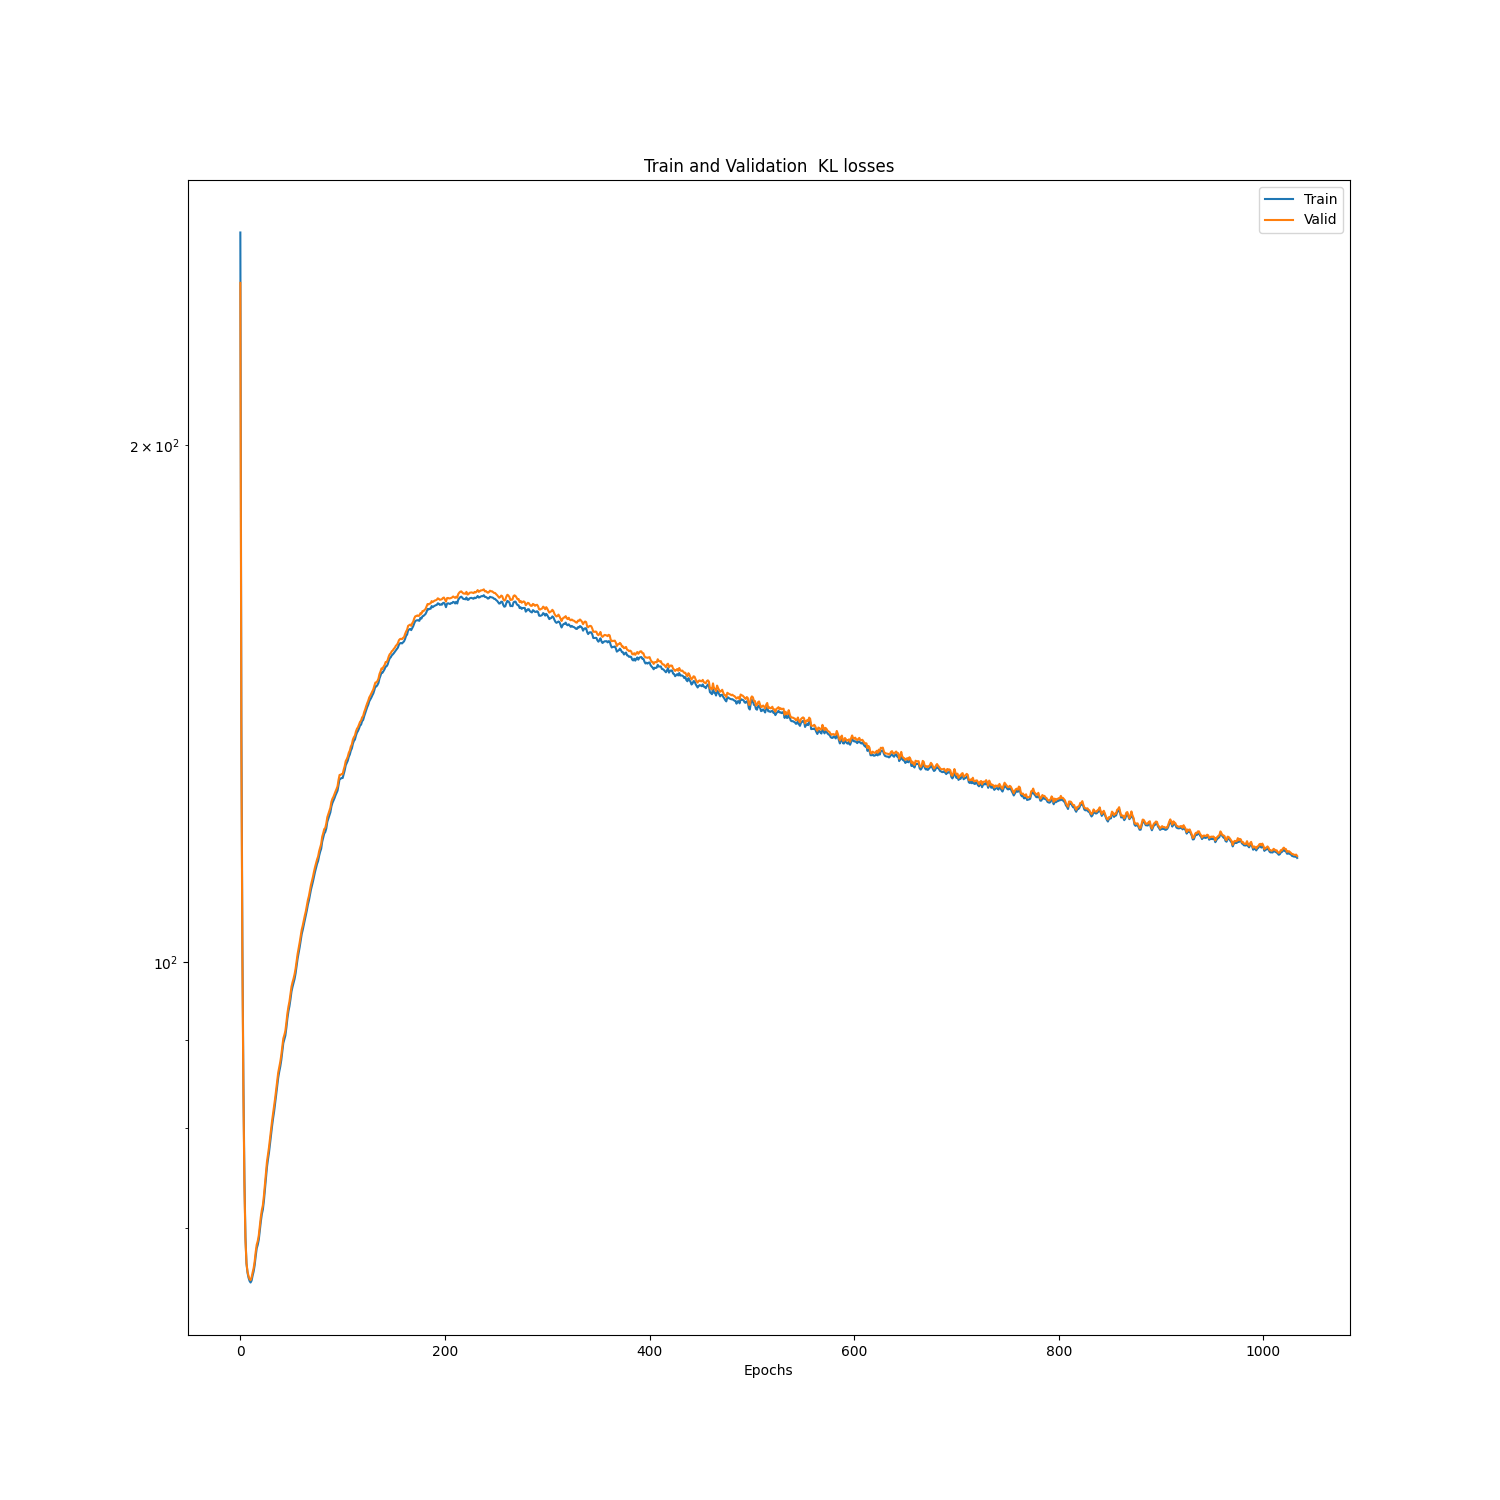 Train and Validation  KL losses
Train
Valid
2 × 10²
10²
0 200 400 600 800 1000
Epochs